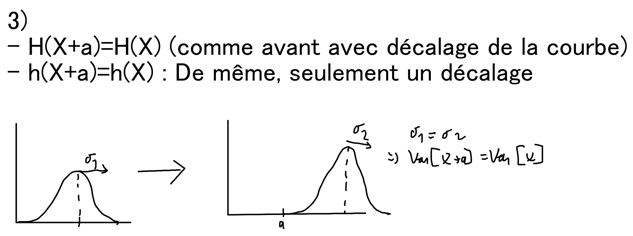 3)
- H(X+a)=H(X) (comme avant avec décalage de la courbe)
- h(X+a)=h(X) : De même, seulement un décalage
σ1
σ2
σ1 = σ2
=> Var[X+a] = Var[X]
a